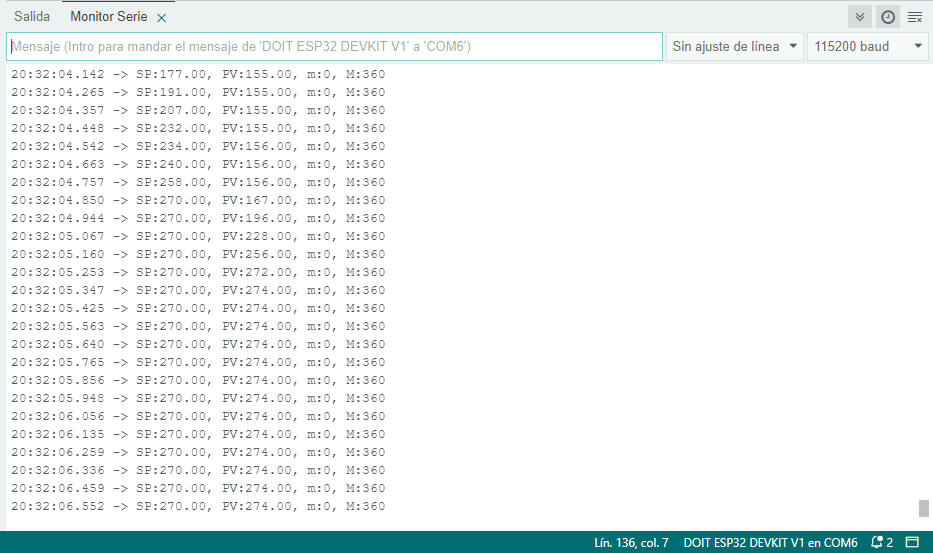 Salida Monitor Serie
Mensaje (Intro para mandar el mensaje de 'DOIT ESP32 DEVKIT V1' a 'COM6') Sin ajuste de línea 115200 baud
20:32:04.142 -> SP:177.00, PV:155.00, m:0, M:360
20:32:04.265 -> SP:191.00, PV:155.00, m:0, M:360
20:32:04.357 -> SP:207.00, PV:155.00, m:0, M:360
20:32:04.448 -> SP:232.00, PV:155.00, m:0, M:360
20:32:04.542 -> SP:234.00, PV:156.00, m:0, M:360
20:32:04.663 -> SP:240.00, PV:156.00, m:0, M:360
20:32:04.757 -> SP:258.00, PV:156.00, m:0, M:360
20:32:04.850 -> SP:270.00, PV:167.00, m:0, M:360
20:32:04.944 -> SP:270.00, PV:196.00, m:0, M:360
20:32:05.067 -> SP:270.00, PV:228.00, m:0, M:360
20:32:05.160 -> SP:270.00, PV:256.00, m:0, M:360
20:32:05.253 -> SP:270.00, PV:272.00, m:0, M:360
20:32:05.347 -> SP:270.00, PV:274.00, m:0, M:360
20:32:05.425 -> SP:270.00, PV:274.00, m:0, M:360
20:32:05.563 -> SP:270.00, PV:274.00, m:0, M:360
20:32:05.640 -> SP:270.00, PV:274.00, m:0, M:360
20:32:05.765 -> SP:270.00, PV:274.00, m:0, M:360
20:32:05.856 -> SP:270.00, PV:274.00, m:0, M:360
20:32:05.948 -> SP:270.00, PV:274.00, m:0, M:360
20:32:06.056 -> SP:270.00, PV:274.00, m:0, M:360
20:32:06.135 -> SP:270.00, PV:274.00, m:0, M:360
20:32:06.259 -> SP:270.00, PV:274.00, m:0, M:360
20:32:06.336 -> SP:270.00, PV:274.00, m:0, M:360
20:32:06.459 -> SP:270.00, PV:274.00, m:0, M:360
20:32:06.552 -> SP:270.00, PV:274.00, m:0, M:360
Lín. 136, col. 7 DOIT ESP32 DEVKIT V1 en COM6 2